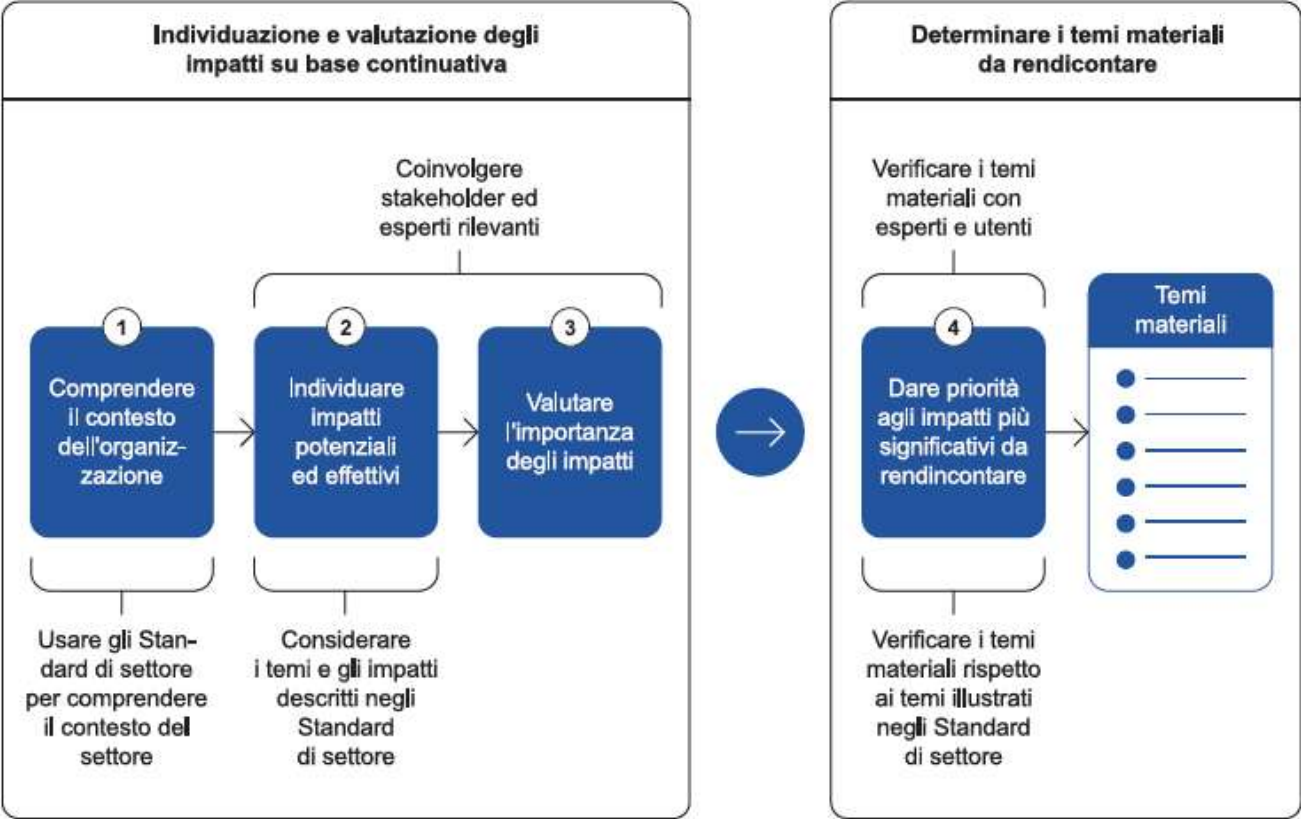 Individuazione e valutazione degli
impatti su base continuativa
Coinvolgere
stakeholder ed
esperti rilevanti
1
Comprendere
il contesto
dell'organiz-
zazione
2
Individuare
impatti
potenziali
ed effettivi
3
Valutare
l'importanza
degli impatti
Usare gli Stan-
dard di settore
per comprendere
il contesto del
settore
Considerare
i temi e gli impatti
descritti negli
Standard
di settore
Determinare i temi materiali
da rendicontare
Verificare i temi
materiali con
esperti e utenti
4
Dare priorità
agli impatti più
significativi da
rendincontare
Temi
materiali
Verificare i temi
materiali rispetto
ai temi illustrati
negli Standard
di settore